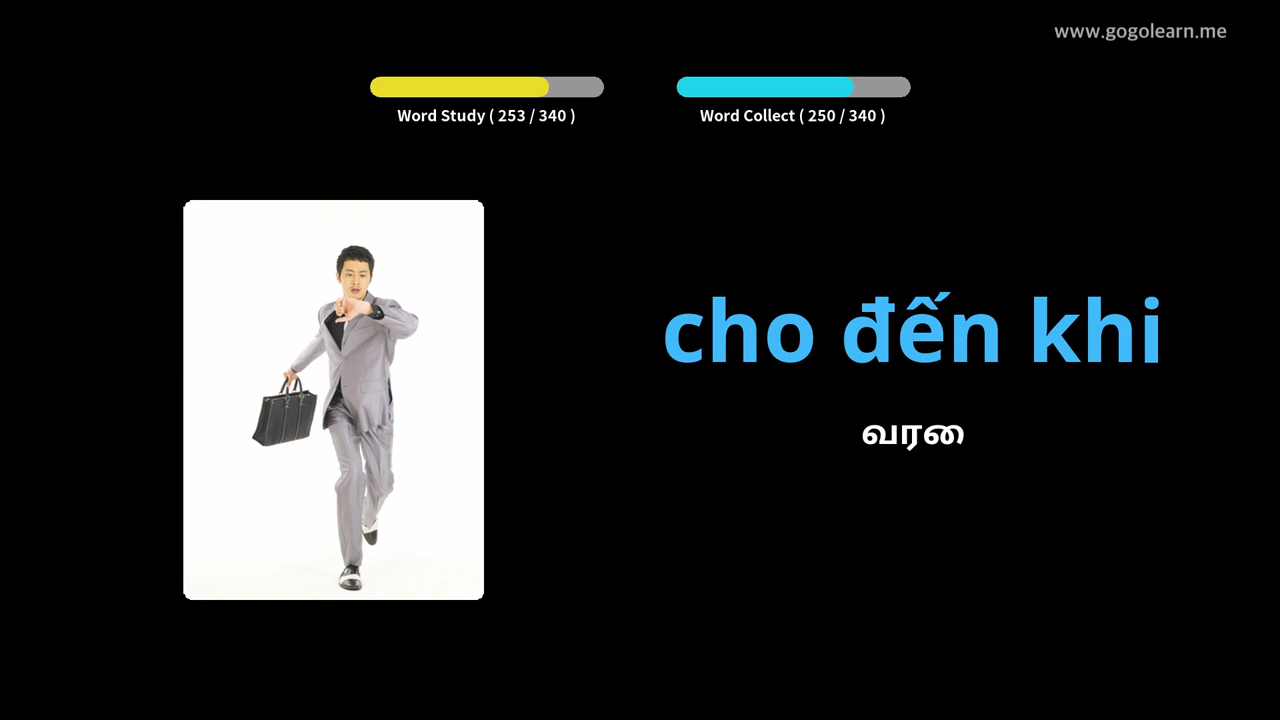 www.gogolearn.me
Word Study ( 253 / 340 )
Word Collect ( 250 / 340 )
cho đến khi
வரை